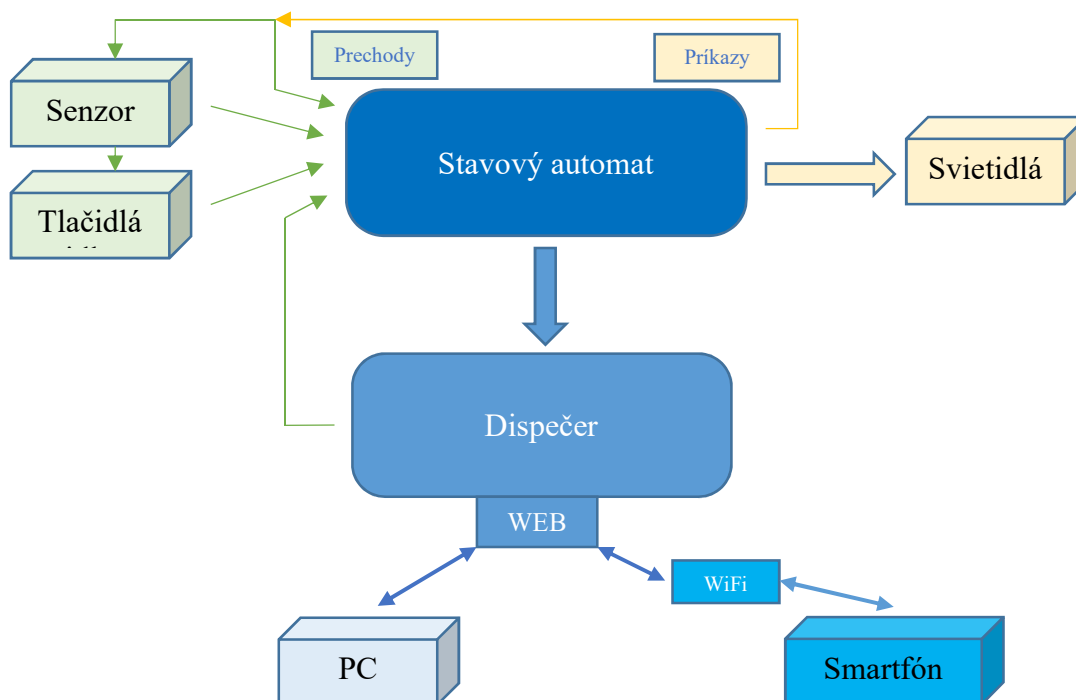 Prechody
Príkazy
Senzor
Stavový automat
Svietidlá
Tlačidlá
Dispečer
WEB
WiFi
PC
Smartfón